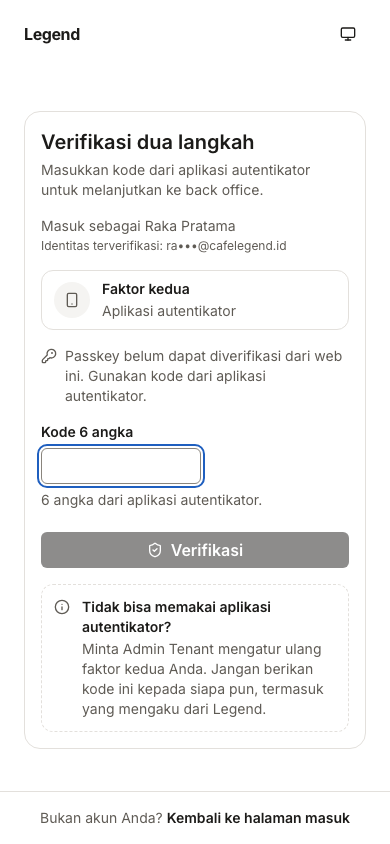 Legend
Verifikasi dua langkah
Masukkan kode dari aplikasi autentikator
untuk melanjutkan ke back office.
Masuk sebagai Raka Pratama
Identitas terverifikasi: ra•••@cafelegend.id
Faktor kedua
Aplikasi autentikator
Passkey belum dapat diverifikasi dari web
ini. Gunakan kode dari aplikasi
autentikator.
Kode 6 angka
6 angka dari aplikasi autentikator.
Verifikasi
Tidak bisa memakai aplikasi
autentikator?
Minta Admin Tenant mengatur ulang
faktor kedua Anda. Jangan berikan
kode ini kepada siapa pun, termasuk
yang mengaku dari Legend.
Bukan akun Anda? Kembali ke halaman masuk